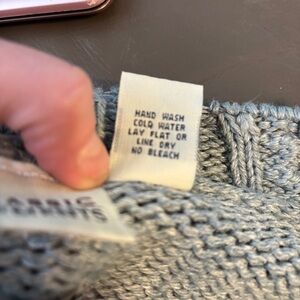 HAND WASH
COLD WATER
LAY FLAT OR
LINE DRY
NO BLEACH